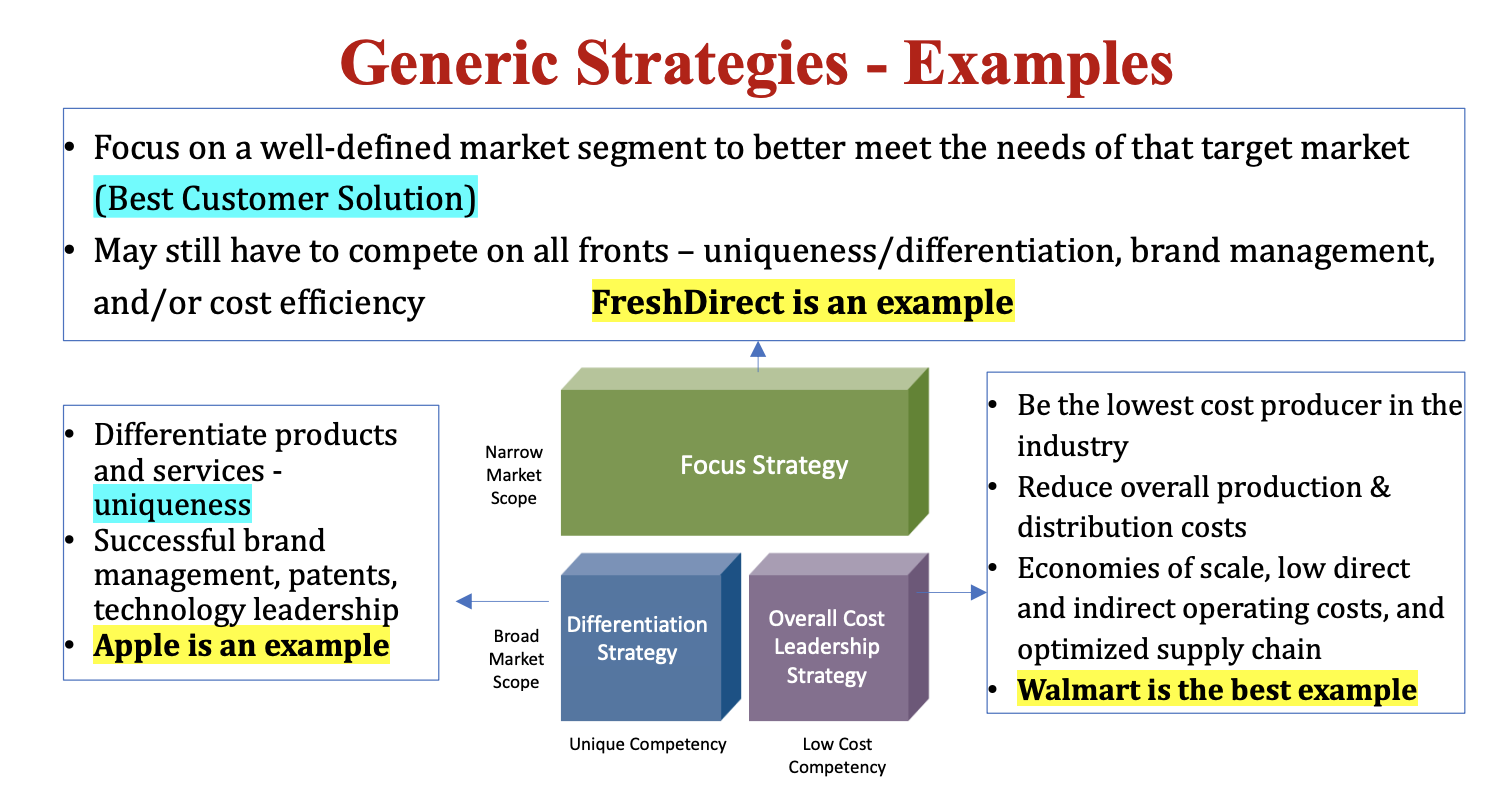 Generic Strategies - Examples
• Focus on a well-defined market segment to better meet the needs of that target market
(Best Customer Solution)
• May still have to compete on all fronts – uniqueness/differentiation, brand management,
and/or cost efficiency FreshDirect is an example
• Differentiate products
and services -
uniqueness
• Successful brand
management, patents,
technology leadership
• Apple is an example
Narrow
Market
Scope
Focus Strategy
Broad
Market
Scope
Differentiation
Strategy
Overall Cost
Leadership
Strategy
Unique Competency
Low Cost
Competency
• Be the lowest cost producer in the
industry
• Reduce overall production &
distribution costs
• Economies of scale, low direct
and indirect operating costs, and
optimized supply chain
• Walmart is the best example